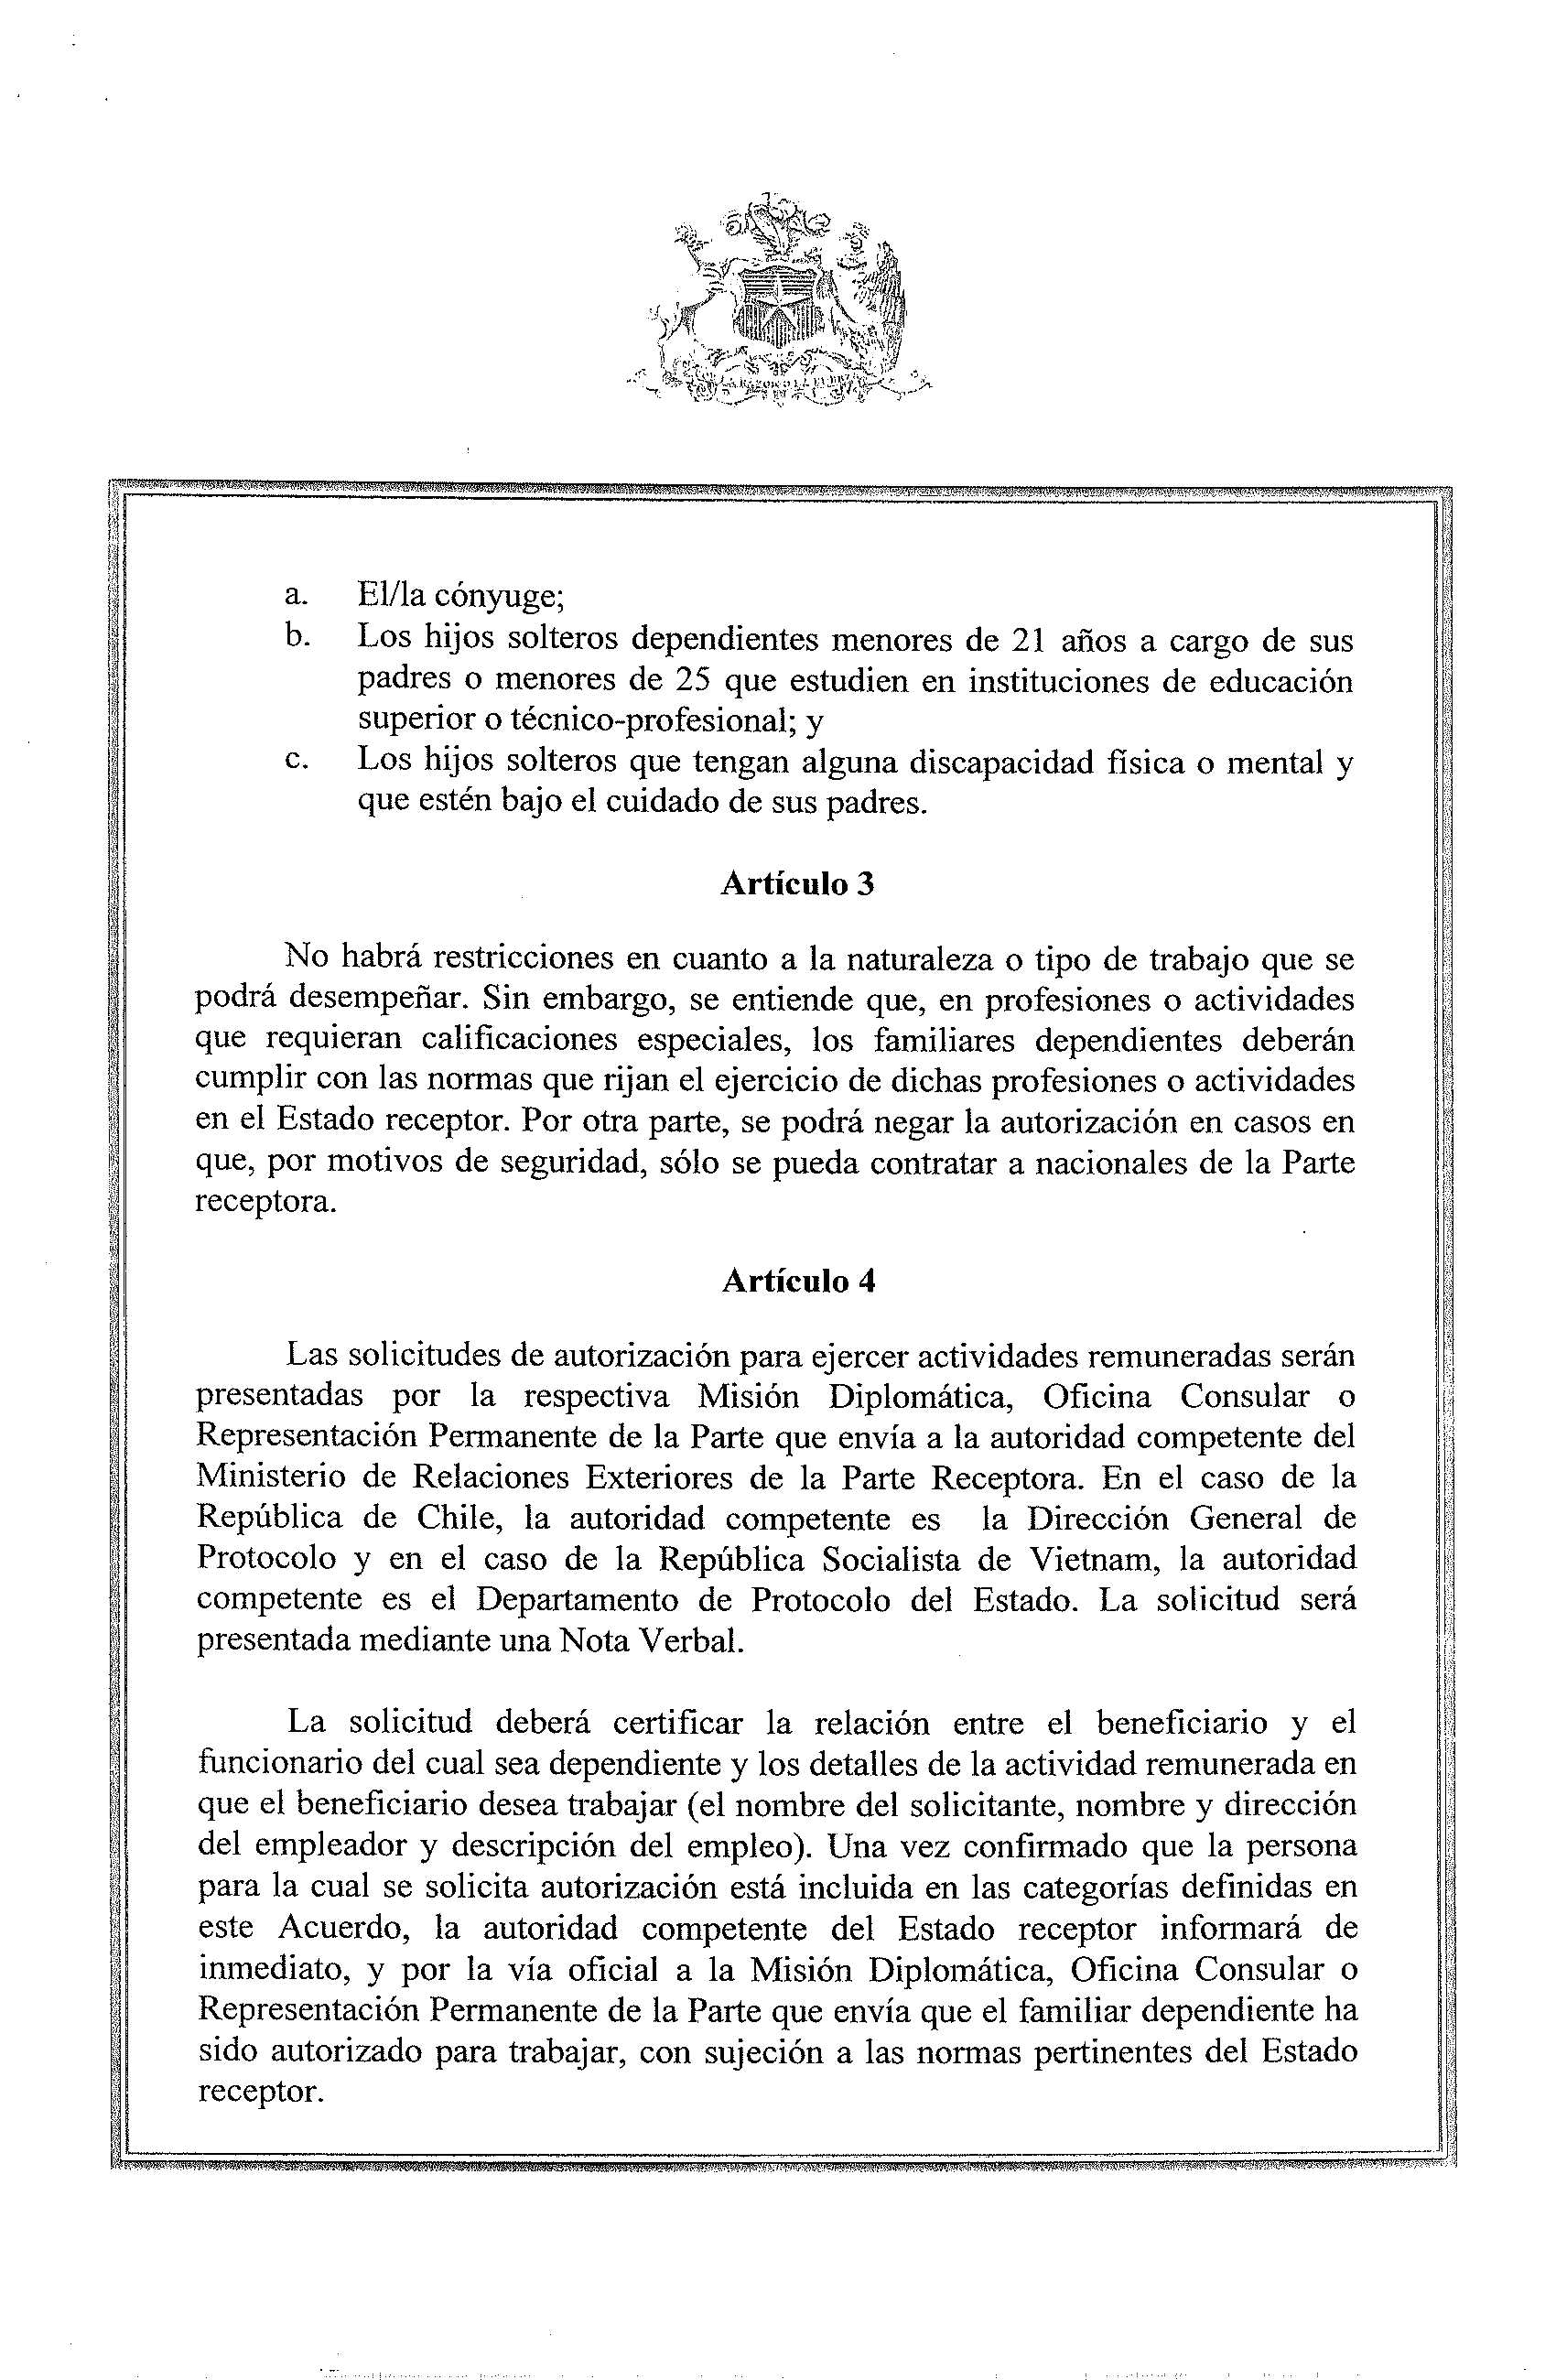 a. El/la cónyuge;
b. Los hijos solteros dependientes menores de 21 años a cargo de sus
padres o menores de 25 que estudien en instituciones de educación
superior o técnico-profesional; y
c. Los hijos solteros que tengan alguna discapacidad física o mental y
que estén bajo el cuidado de sus padres.
Artículo 3
No habrá restricciones en cuanto a la naturaleza o tipo de trabajo que se
podrá desempeñar. Sin embargo, se entiende que, en profesiones o actividades
que requieran calificaciones especiales, los familiares dependientes deberán
cumplir con las normas que rijan el ejercicio de dichas profesiones o actividades
en el Estado receptor. Por otra parte, se podrá negar la autorización en casos en
que, por motivos de seguridad, sólo se pueda contratar a nacionales de la Parte
receptora.
Artículo 4
Las solicitudes de autorización para ejercer actividades remuneradas serán
presentadas por la respectiva Misión Diplomática, Oficina Consular o
Representación Permanente de la Parte que envía a la autoridad competente del
Ministerio de Relaciones Exteriores de la Parte Receptora. En el caso de la
República de Chile, la autoridad competente es la Dirección General de
Protocolo y en el caso de la República Socialista de Vietnam, la autoridad
competente es el Departamento de Protocolo del Estado. La solicitud será
presentada mediante una Nota Verbal.
La solicitud deberá certificar la relación entre el beneficiario y el
funcionario del cual sea dependiente y los detalles de la actividad remunerada en
que el beneficiario desea trabajar (el nombre del solicitante, nombre y dirección
del empleador y descripción del empleo). Una vez confirmado que la persona
para la cual se solicita autorización está incluida en las categorías definidas en
este Acuerdo, la autoridad competente del Estado receptor informará de
inmediato, y por la vía oficial a la Misión Diplomática, Oficina Consular o
Representación Permanente de la Parte que envía que el familiar dependiente ha
sido autorizado para trabajar, con sujeción a las normas pertinentes del Estado
receptor.